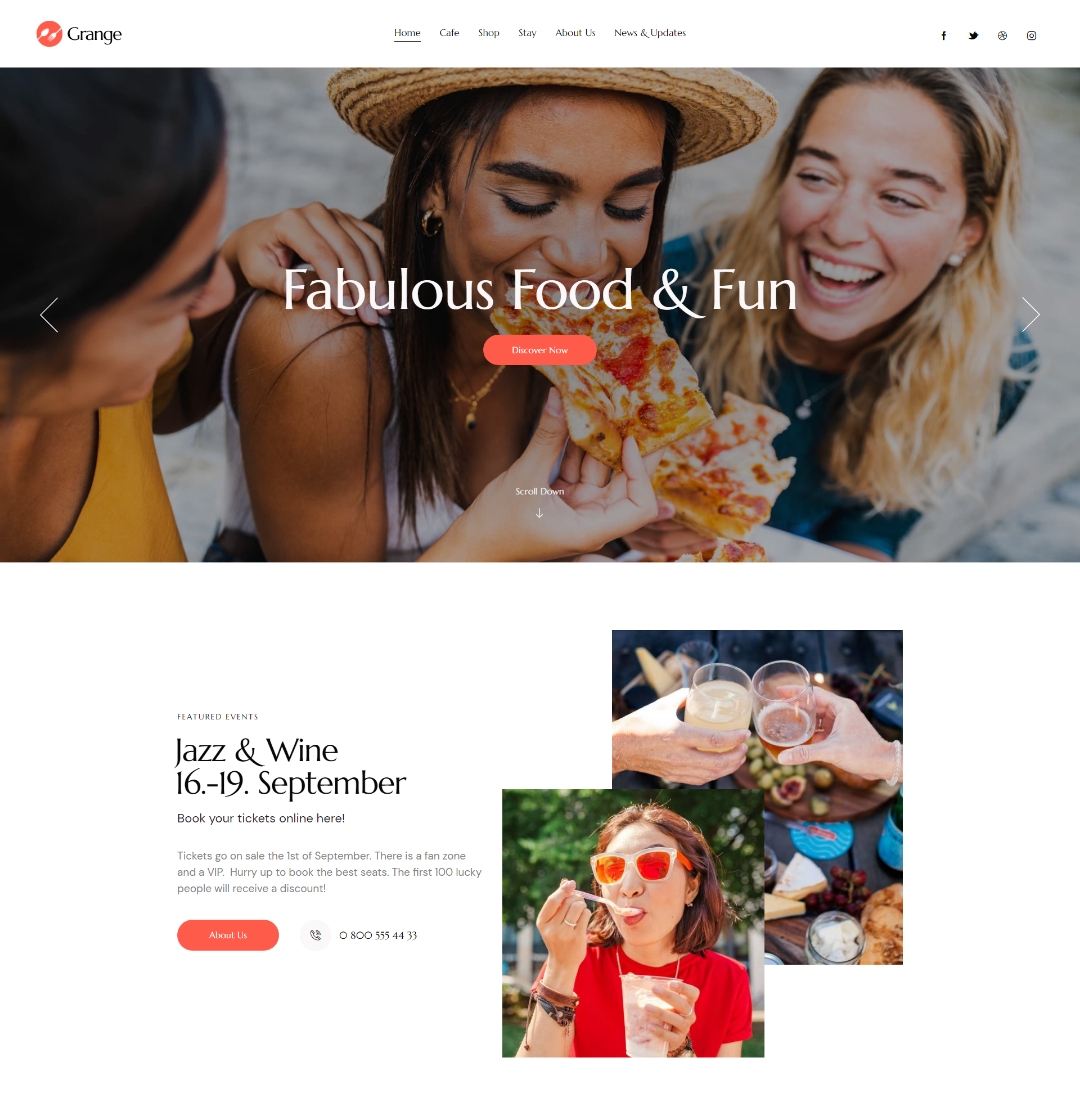 Grange
Home Cafe Shop Stay About Us News & Updates
Fabulous Food & Fun
Discover Now
Scroll Down
FEATURED EVENTS
Jazz & Wine
16.-19. September
Book your tickets online here!
Tickets go on sale the 1st of September. There is a fan zone
and a VIP. Hurry up to book the best seats. The first 100 lucky
people will receive a discount!
About Us
0 800 555 44 33